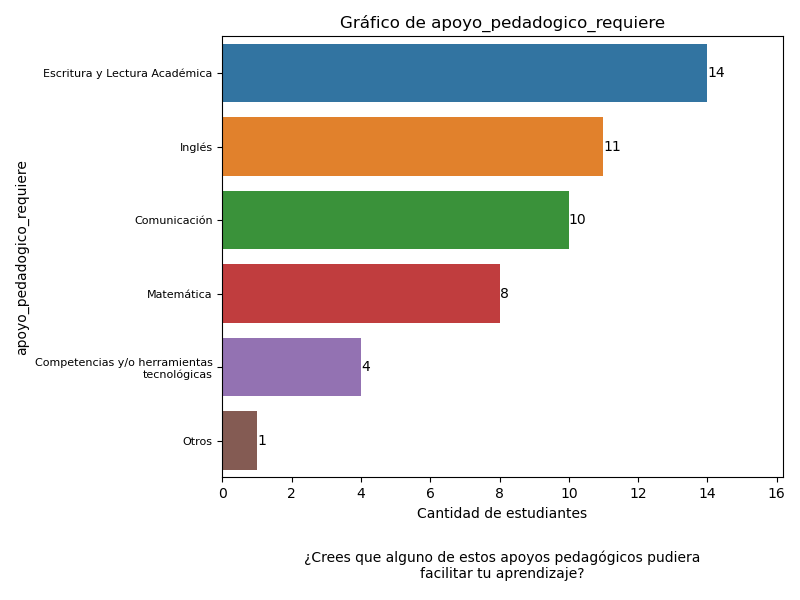 Gráfico de apoyo_pedadogico_requiere
apoyo_pedadogico_requiere
Escritura y Lectura Académica
14
Inglés
11
Comunicación
10
Matemática
8
Competencias y/o herramientas
tecnológicas
4
Otros
1
0 2 4 6 8 10 12 14 16
Cantidad de estudiantes
¿Crees que alguno de estos apoyos pedagógicos pudiera
facilitar tu aprendizaje?